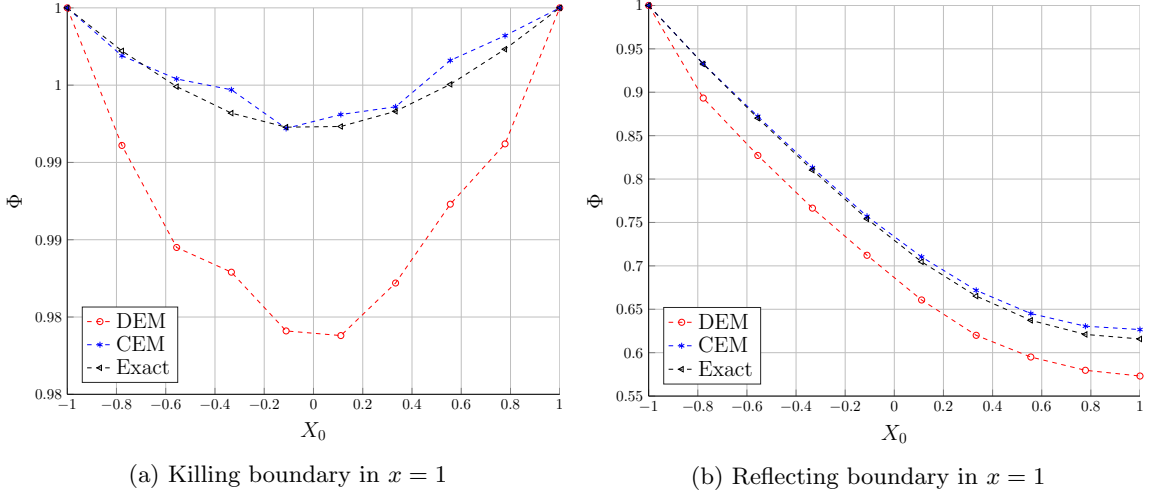 1
1
0.99
0.99
0.98
0.98
Φ
−1 −0.8 −0.6 −0.4 −0.2 0 0.2 0.4 0.6 0.8 1
X0
DEM
CEM
Exact
(a) Killing boundary in x = 1
1
0.95
0.9
0.85
0.8
0.75
0.7
0.65
0.6
0.55
Φ
−1 −0.8 −0.6 −0.4 −0.2 0 0.2 0.4 0.6 0.8 1
X0
DEM
CEM
Exact
(b) Reflecting boundary in x = 1